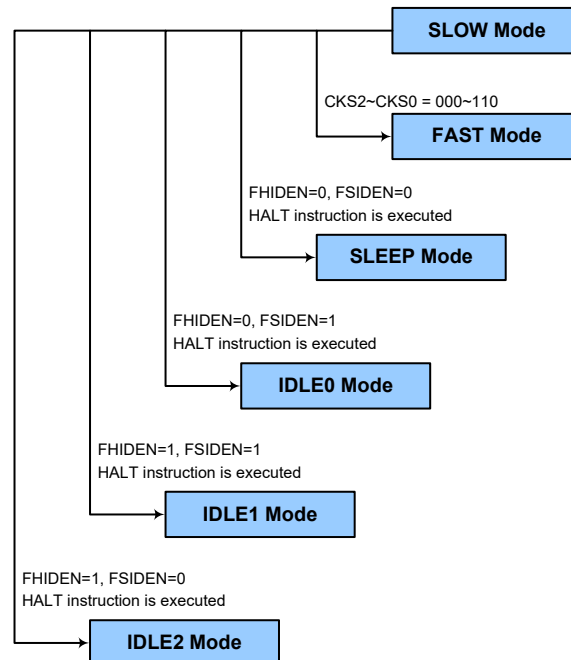 SLOW Mode
CKS2~CKS0 = 000~110
FAST Mode
FHIDEN=0, FSIDEN=0
HALT instruction is executed
SLEEP Mode
FHIDEN=0, FSIDEN=1
HALT instruction is executed
IDLE0 Mode
FHIDEN=1, FSIDEN=1
HALT instruction is executed
IDLE1 Mode
FHIDEN=1, FSIDEN=0
HALT instruction is executed
IDLE2 Mode